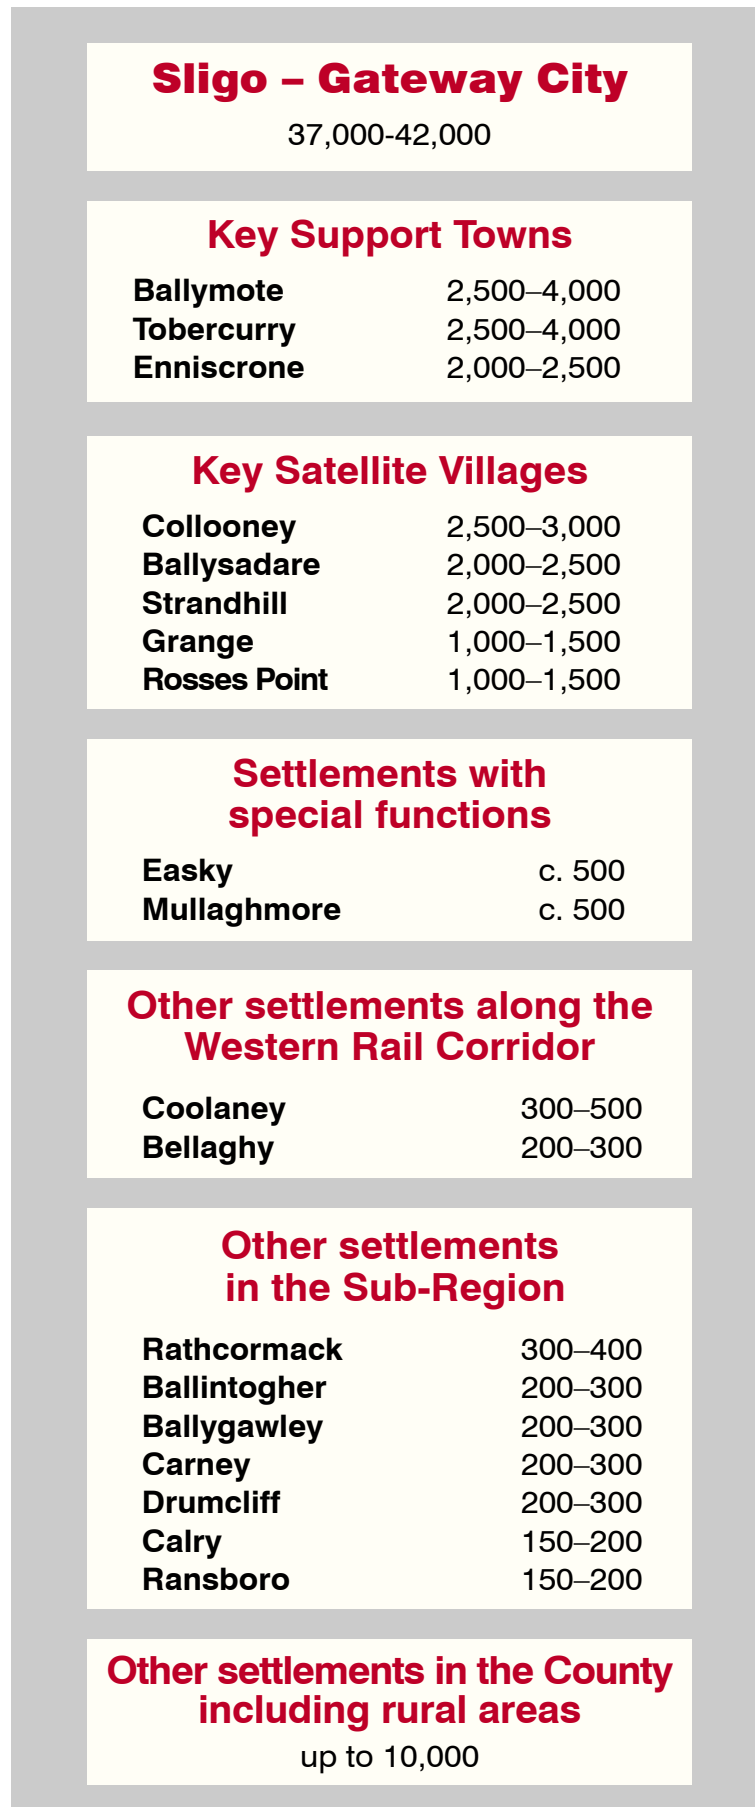 Sligo – Gateway City
37,000-42,000
Key Support Towns
Ballymote 2,500–4,000
Tobercurry 2,500–4,000
Enniscrone 2,000–2,500
Key Satellite Villages
Collooney 2,500–3,000
Ballysadare 2,000–2,500
Strandhill 2,000–2,500
Grange 1,000–1,500
Rosses Point 1,000–1,500
Settlements with
special functions
Easky c. 500
Mullaghmore c. 500
Other settlements along the
Western Rail Corridor
Coolaney 300–500
Bellaghy 200–300
Other settlements
in the Sub-Region
Rathcormack 300–400
Ballintogher 200–300
Ballygawley 200–300
Carney 200–300
Drumcliff 200–300
Calry 150–200
Ransboro 150–200
Other settlements in the County
including rural areas
up to 10,000